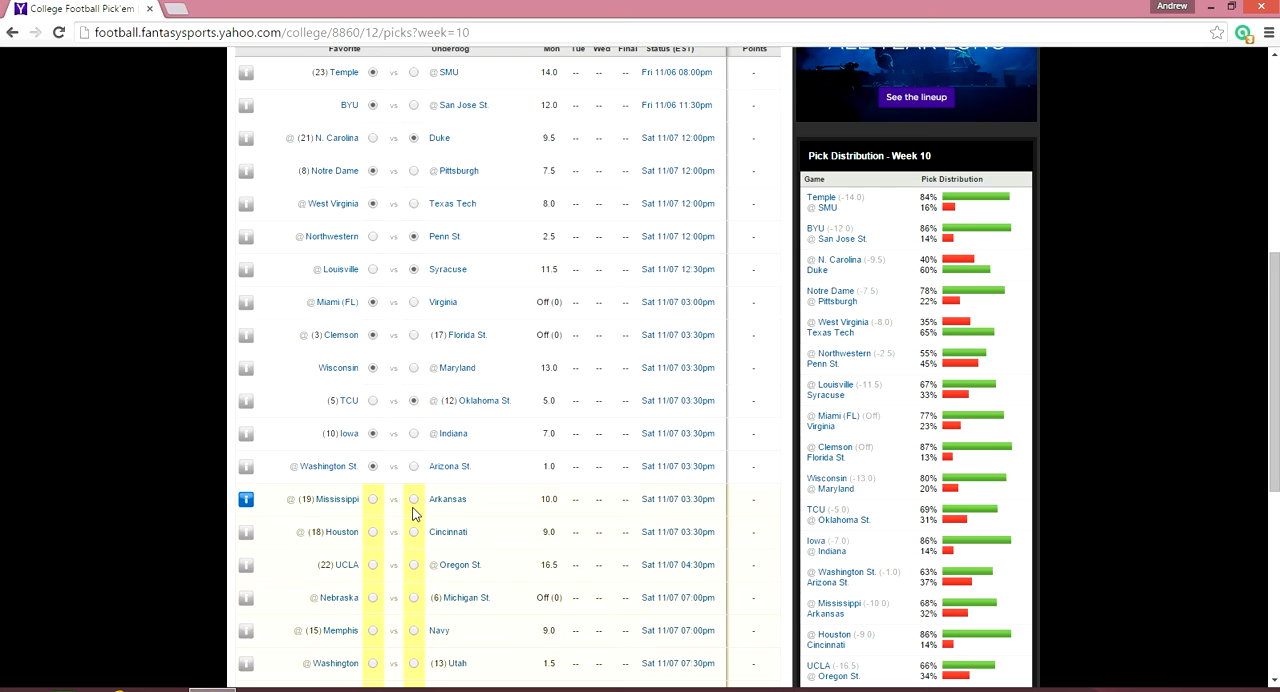 College Football Pick'em
Andrew
football.fantasysports.yahoo.com/college/8860/12/picks?week=10
Favorite Underdog Mon Tue Wed Final Status (EST) Points
(23) Temple vs @ SMU 14.0 -- -- -- Fri 11/06 08:00pm -
BYU vs @ San Jose St. 12.0 -- -- -- Fri 11/06 11:30pm -
@ (21) N. Carolina vs Duke 9.5 -- -- -- Sat 11/07 12:00pm -
(8) Notre Dame vs @ Pittsburgh 7.5 -- -- -- Sat 11/07 12:00pm -
@ West Virginia vs Texas Tech 8.0 -- -- -- Sat 11/07 12:00pm -
@ Northwestern vs Penn St. 2.5 -- -- -- Sat 11/07 12:00pm -
@ Louisville vs Syracuse 11.5 -- -- -- Sat 11/07 12:30pm -
@ Miami (FL) vs Virginia Off (0) -- -- -- Sat 11/07 03:00pm -
@ (3) Clemson vs (17) Florida St. Off (0) -- -- -- Sat 11/07 03:30pm -
Wisconsin vs @ Maryland 13.0 -- -- -- Sat 11/07 03:30pm -
(5) TCU vs @ (12) Oklahoma St. 5.0 -- -- -- Sat 11/07 03:30pm -
(10) Iowa vs @ Indiana 7.0 -- -- -- Sat 11/07 03:30pm -
@ Washington St. vs Arizona St. 1.0 -- -- -- Sat 11/07 03:30pm -
@ (19) Mississippi vs Arkansas 10.0 -- -- -- Sat 11/07 03:30pm -
@ (18) Houston vs Cincinnati 9.0 -- -- -- Sat 11/07 03:30pm -
(22) UCLA vs @ Oregon St. 16.5 -- -- -- Sat 11/07 04:30pm -
@ Nebraska vs (6) Michigan St. Off (0) -- -- -- Sat 11/07 07:00pm -
@ (15) Memphis vs Navy 9.0 -- -- -- Sat 11/07 07:00pm -
@ Washington vs (13) Utah 1.5 -- -- -- Sat 11/07 07:30pm -
ALL YEAR LONG
See the lineup
Pick Distribution - Week 10
Game Pick Distribution
Temple (-14.0) 84%
@ SMU 16%
BYU (-12.0) 86%
@ San Jose St. 14%
@ N. Carolina (-9.5) 40%
Duke 60%
Notre Dame (-7.5) 78%
@ Pittsburgh 22%
@ West Virginia (-8.0) 35%
Texas Tech 65%
@ Northwestern (-2.5) 55%
Penn St. 45%
@ Louisville (-11.5) 67%
Syracuse 33%
@ Miami (FL) (Off) 77%
Virginia 23%
@ Clemson (Off) 87%
Florida St. 13%
Wisconsin (-13.0) 80%
@ Maryland 20%
TCU (-5.0) 69%
@ Oklahoma St. 31%
Iowa (-7.0) 86%
@ Indiana 14%
@ Washington St. (-1.0) 63%
Arizona St. 37%
@ Mississippi (-10.0) 68%
Arkansas 32%
@ Houston (-9.0) 86%
Cincinnati 14%
UCLA (-16.5) 66%
@ Oregon St. 34%